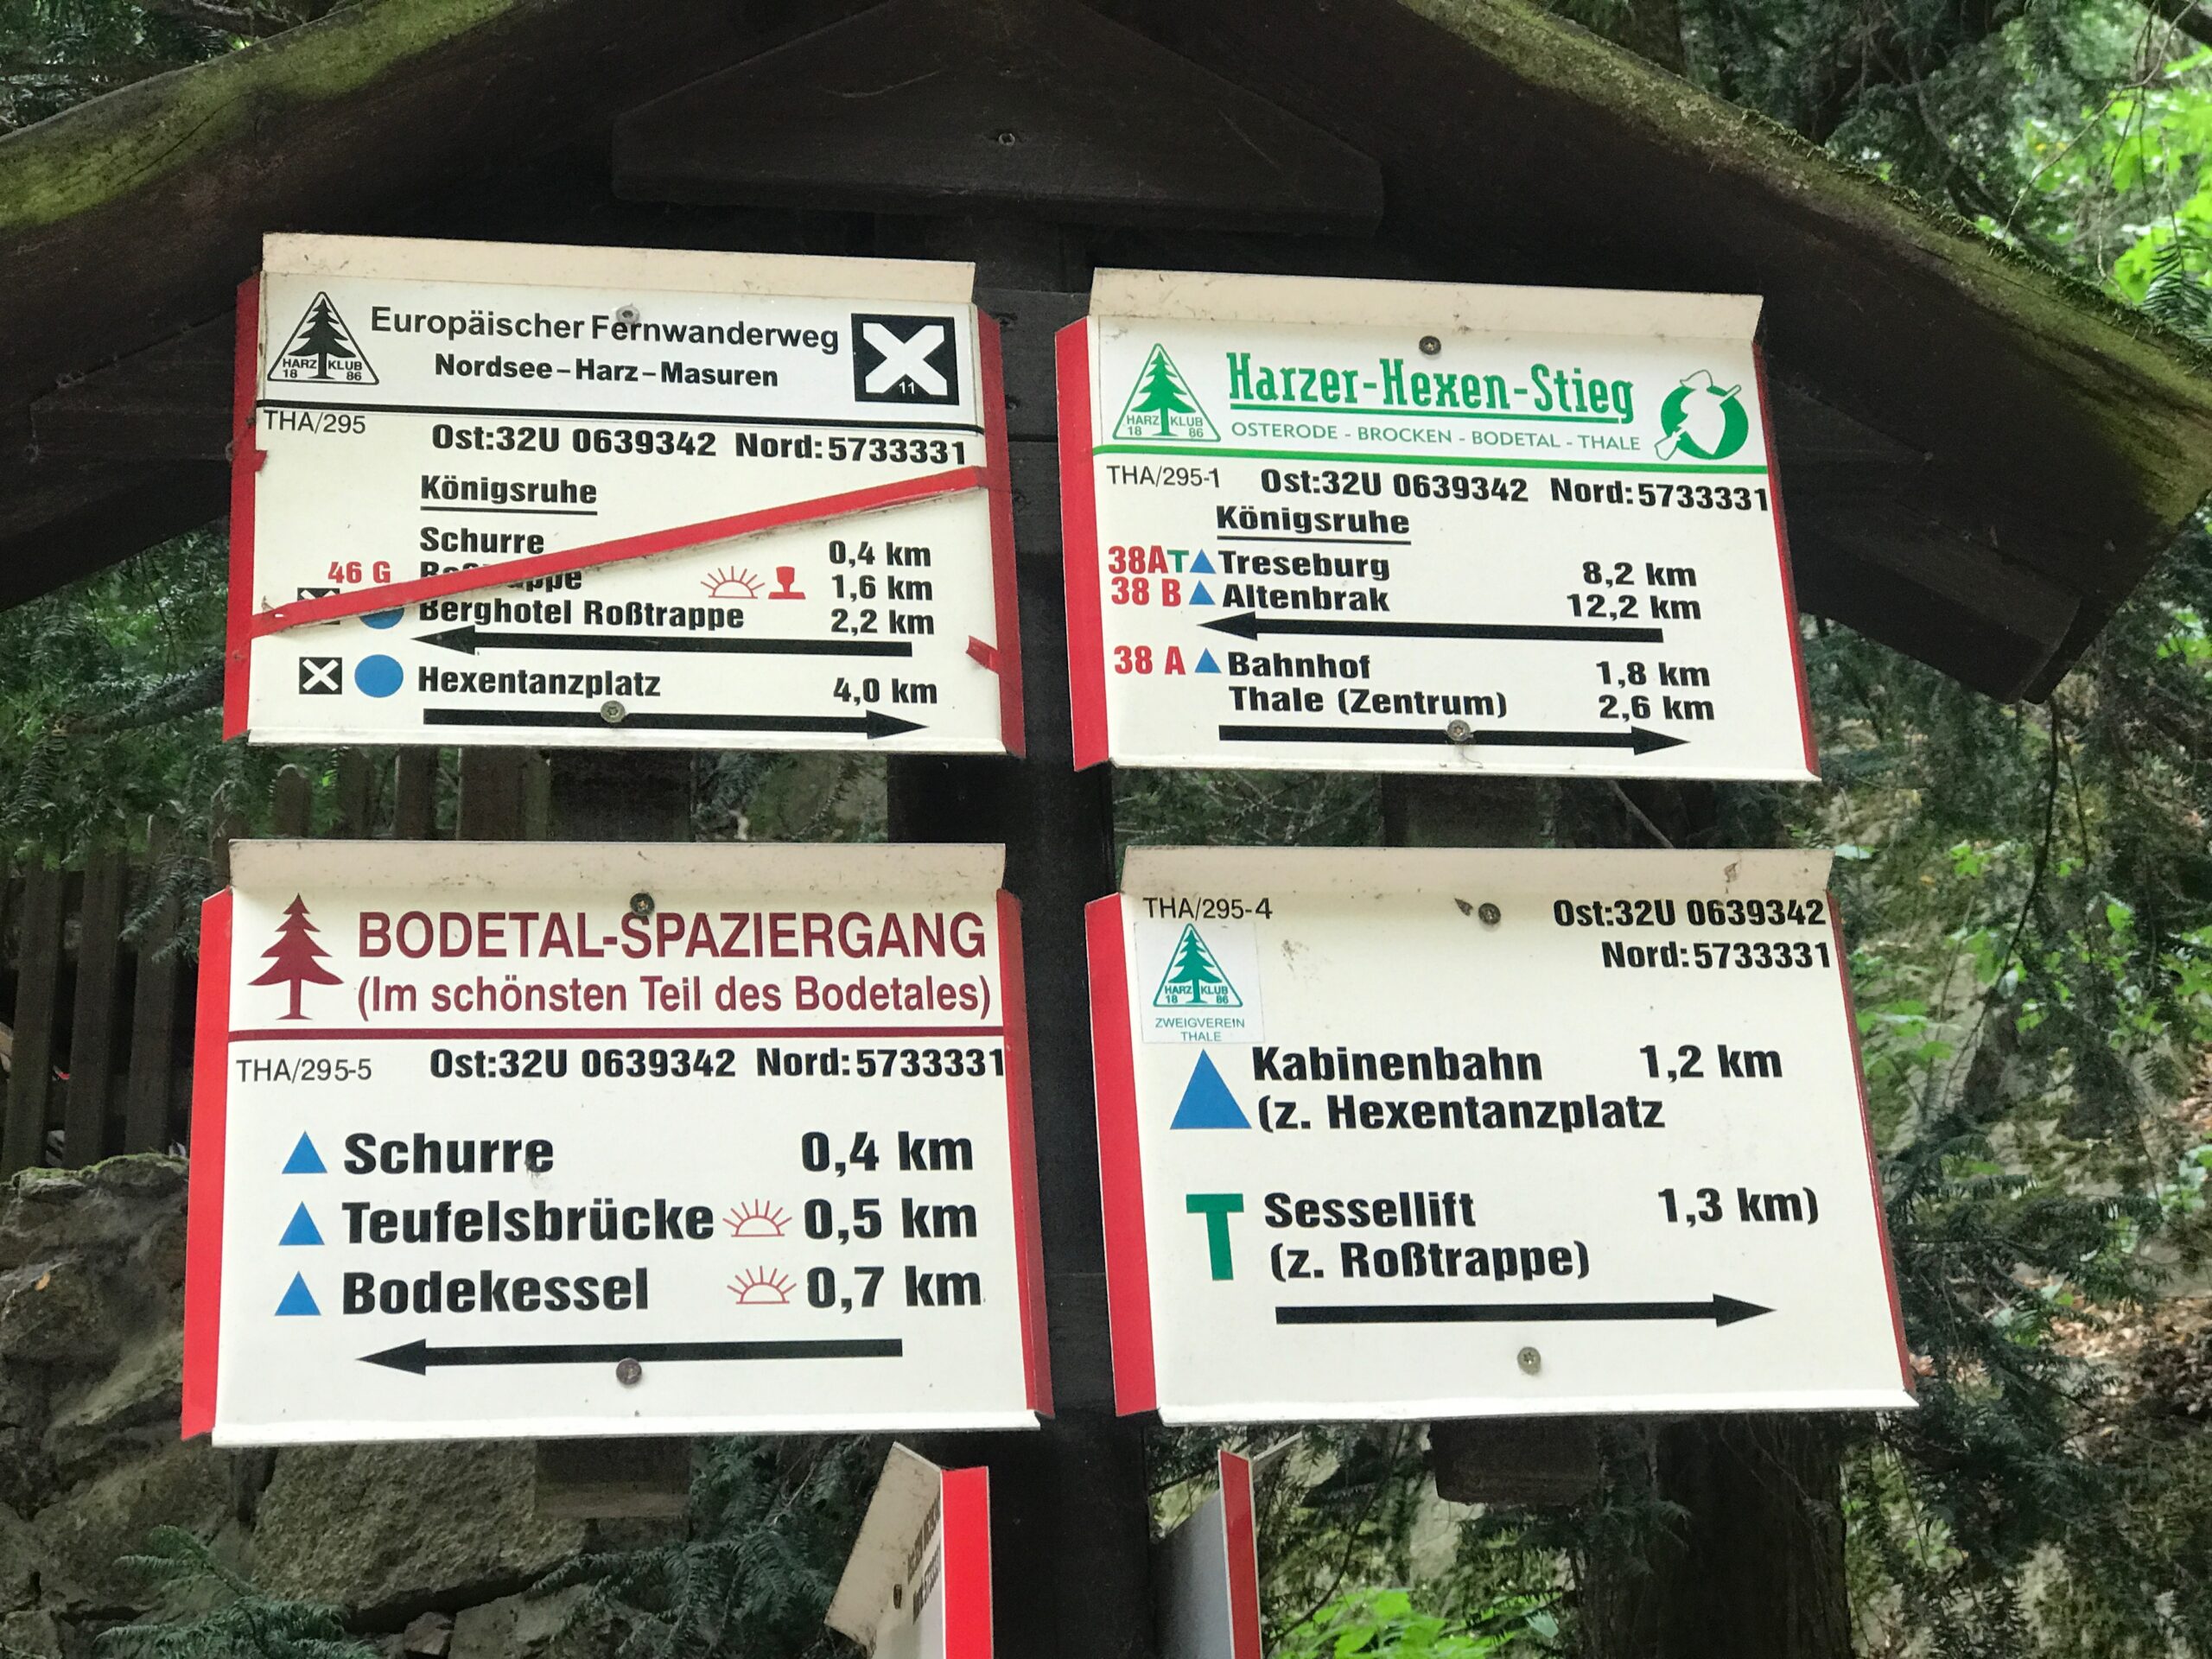 HARZ KLUB
18 86
Europäischer Fernwanderweg
Nordsee–Harz–Masuren
11
THA/295
Ost:32U 0639342 Nord:5733331
Königsruhe
Schurre 0,4 km
46 G 1,6 km
Berghotel Roßtrappe 2,2 km
Hexentanzplatz 4,0 km
HARZ KLUB
18 86
Harzer-Hexen-Stieg
OSTERODE - BROCKEN - BODETAL - THALE
THA/295-1 Ost:32U 0639342 Nord:5733331
Königsruhe
38A T Treseburg 8,2 km
38 B Altenbrak 12,2 km
38 A Bahnhof 1,8 km
Thale (Zentrum) 2,6 km
BODETAL-SPAZIERGANG
(Im schönsten Teil des Bodetales)
THA/295-5 Ost:32U 0639342 Nord:5733331
Schurre 0,4 km
Teufelsbrücke 0,5 km
Bodekessel 0,7 km
THA/295-4 Ost:32U 0639342
Nord:5733331
HARZ KLUB
18 86
ZWEIGVEREIN
THALE
Kabinenbahn 1,2 km
(z. Hexentanzplatz
T Sessellift 1,3 km)
(z. Roßtrappe)